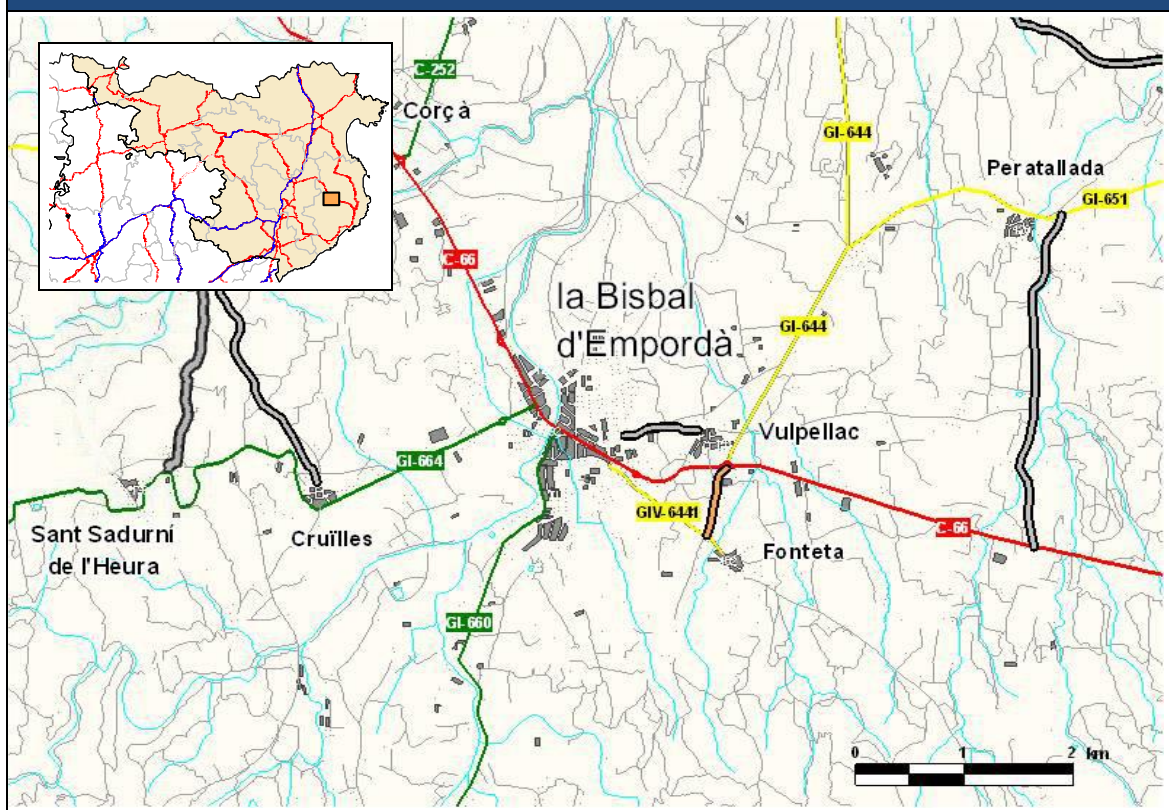 C-252
Corçà
GI-644
Peratallada
GI-651
C-66
la Bisbal
d'Empordà
GI-644
Vulpellac
GI-664
GIV-6441
C-66
Sant Sadurní
de l'Heura
Cruïlles
Fonteta
GI-660
0 1 2 km